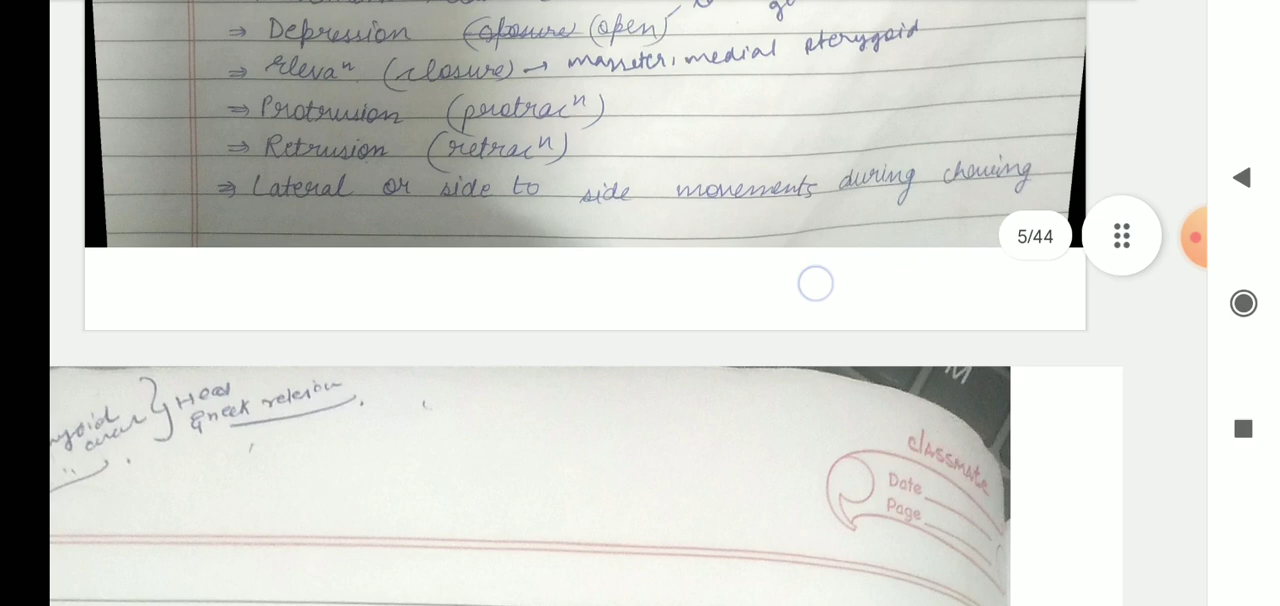 ⇒ Depression (open)
⇒ Elevaⁿ (closure) → masseter, medial pterygoid
⇒ Protrusion (protracⁿ)
⇒ Retrusion (retracⁿ)
⇒ Lateral or side to side movements during chewing
5/44
Head
& neck
classmate
Date
Page
M